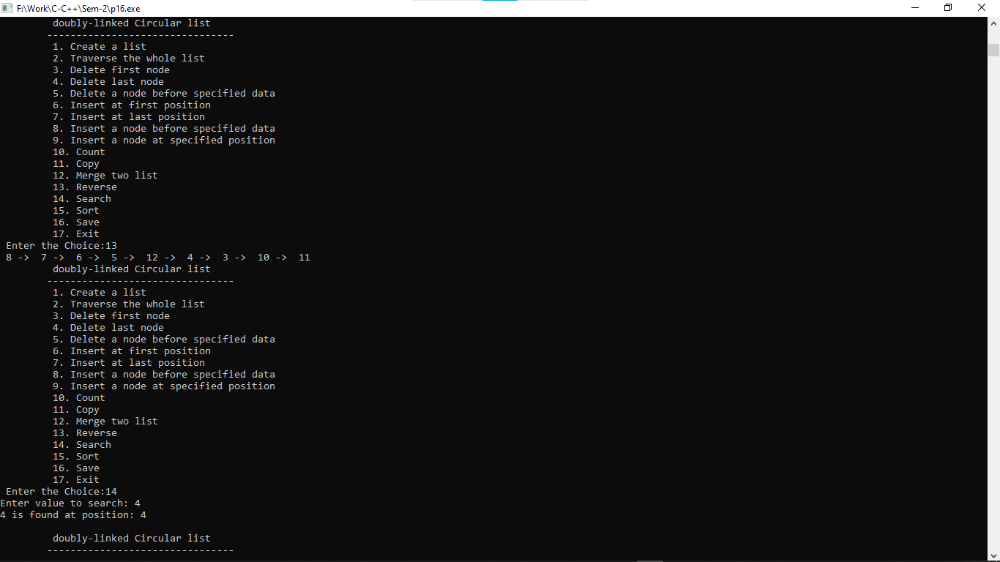 F:\Work\C-C++\Sem-2\p16.exe
doubly-linked Circular list
--------------------------------
1. Create a list
2. Traverse the whole list
3. Delete first node
4. Delete last node
5. Delete a node before specified data
6. Insert at first position
7. Insert at last position
8. Insert a node before specified data
9. Insert a node at specified position
10. Count
11. Copy
12. Merge two list
13. Reverse
14. Search
15. Sort
16. Save
17. Exit
Enter the Choice:13
8 ->  7 ->  6 ->  5 ->  12 ->  4 ->  3 ->  10 ->  11
doubly-linked Circular list
--------------------------------
1. Create a list
2. Traverse the whole list
3. Delete first node
4. Delete last node
5. Delete a node before specified data
6. Insert at first position
7. Insert at last position
8. Insert a node before specified data
9. Insert a node at specified position
10. Count
11. Copy
12. Merge two list
13. Reverse
14. Search
15. Sort
16. Save
17. Exit
Enter the Choice:14
Enter value to search: 4
4 is found at position: 4
doubly-linked Circular list
--------------------------------